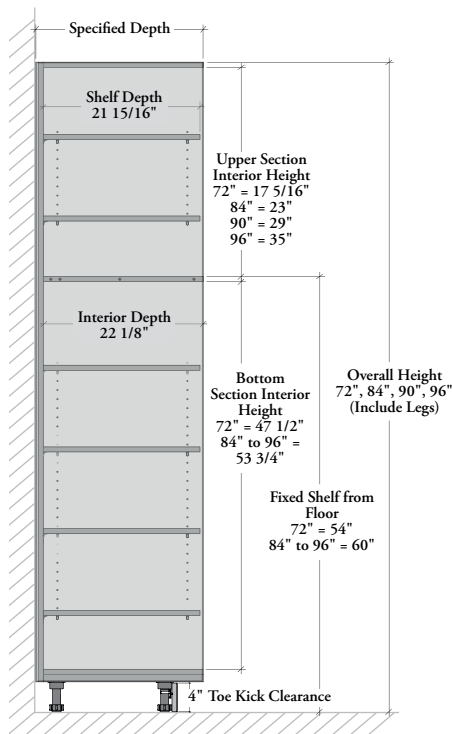 Specified Depth
Shelf Depth
21 15/16"
Upper Section
Interior Height
72" = 17 5/16"
84" = 23"
90" = 29"
96" = 35"
Interior Depth
22 1/8"
Bottom
Section Interior
Height
72" = 47 1/2"
84" to 96" =
53 3/4"
Overall Height
72", 84", 90", 96"
(Include Legs)
Fixed Shelf from
Floor
72" = 54"
84" to 96" = 60"
4" Toe Kick Clearance